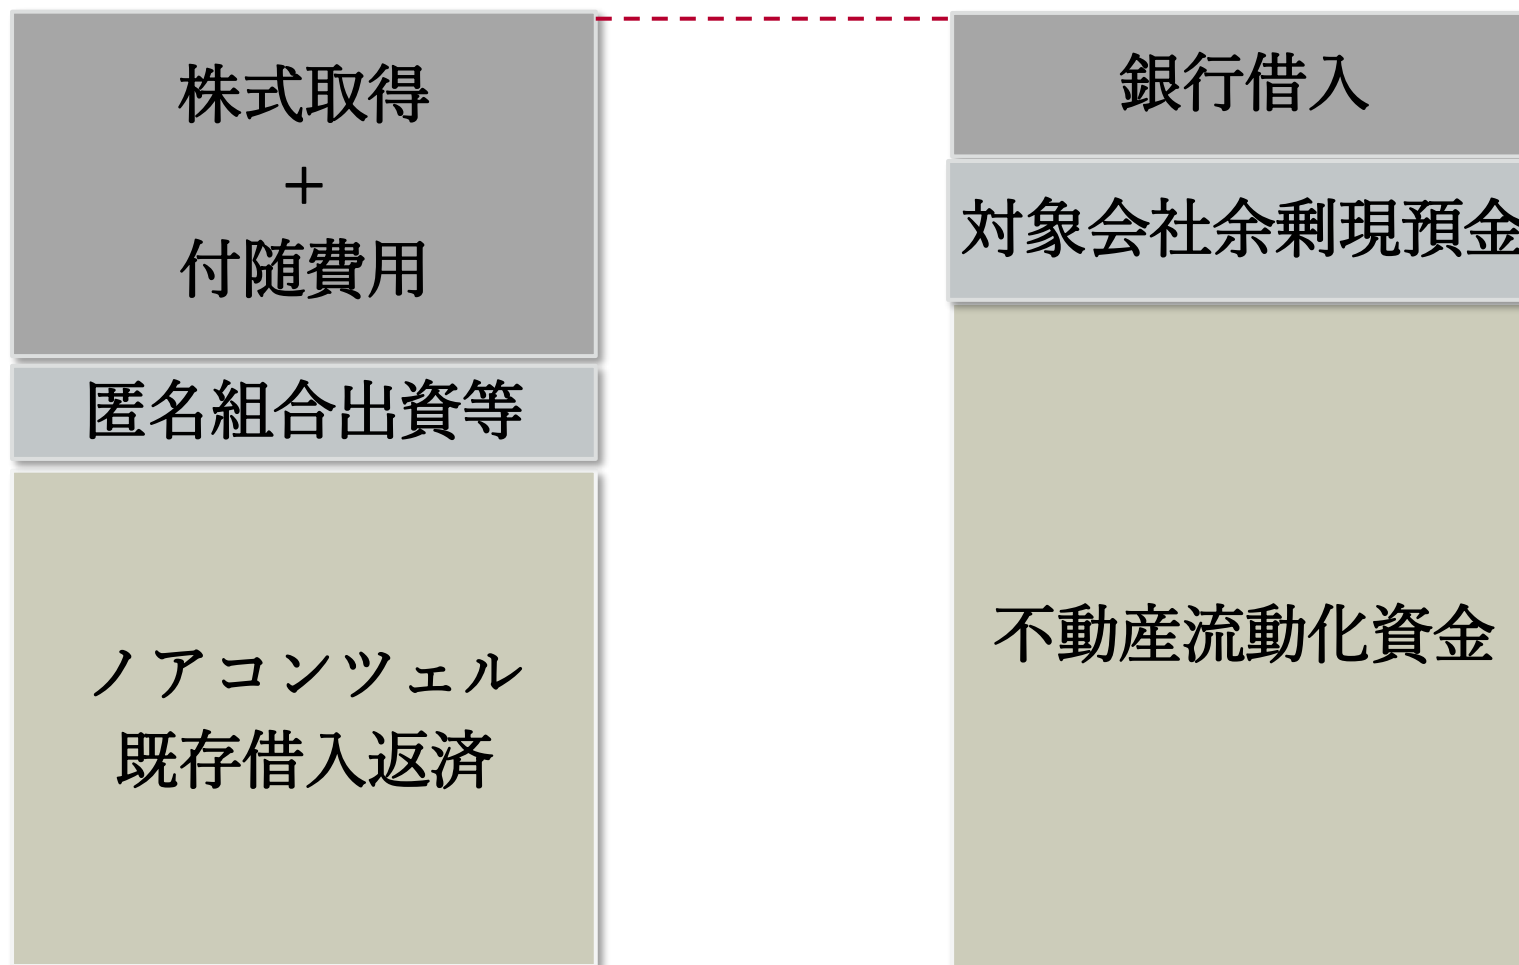 株式取得
+
付随費用
匿名組合出資等
ノアコンツェル
既存借入返済
銀行借入
対象会社余剰現預金
不動産流動化資金